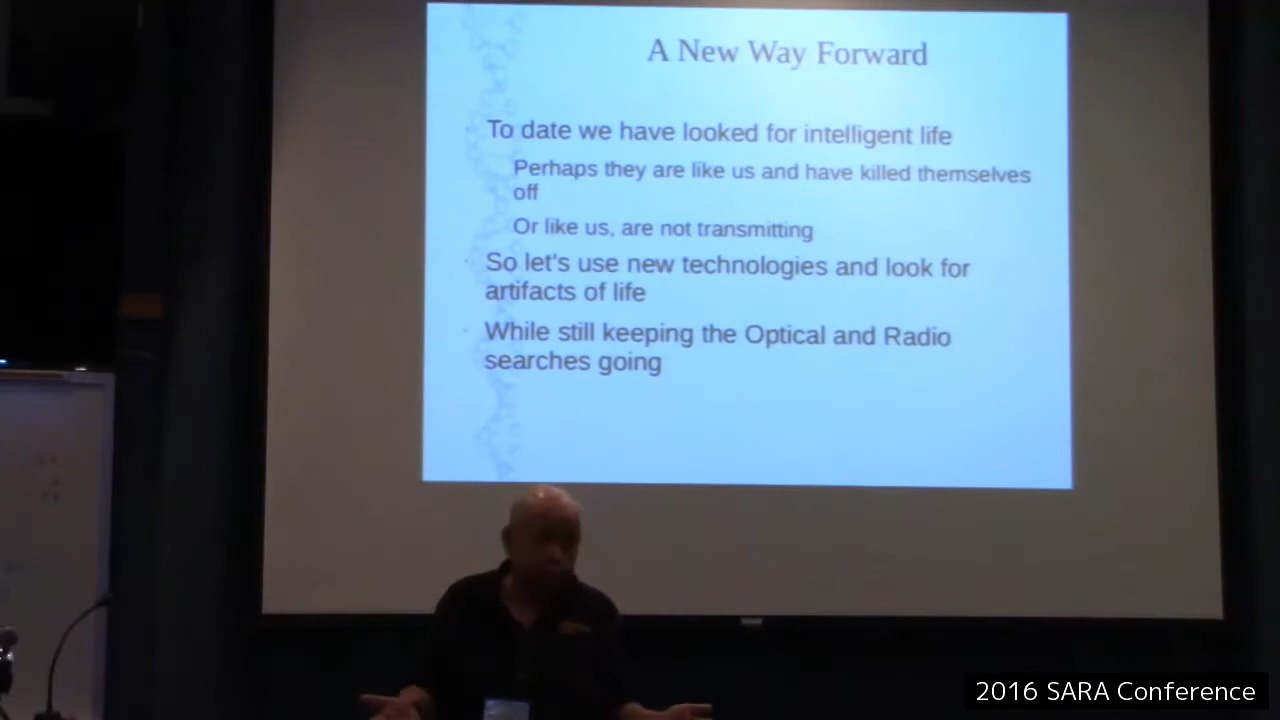 A New Way Forward
To date we have looked for intelligent life
Perhaps they are like us and have killed themselves
off
Or like us, are not transmitting
So let's use new technologies and look for
artifacts of life
While still keeping the Optical and Radio
searches going
2016 SARA Conference